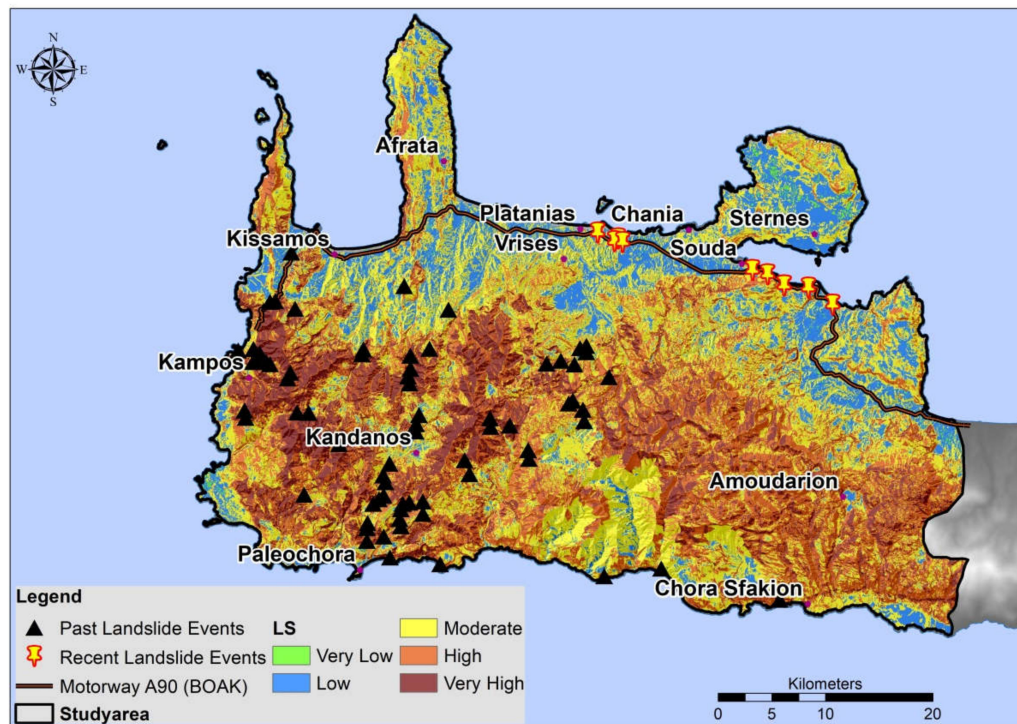 N
W E
S
Afrata
Platanias Chania Sternes
Vrises
Kissamos
Souda
Kampos
Kandanos
Amoudarion
Paleochora
Chora Sfakion
Legend
Past Landslide Events LS Moderate
Recent Landslide Events Very Low High
Motorway A90 (BOAK) Low Very High
Studyarea
Kilometers
0 5 10 20